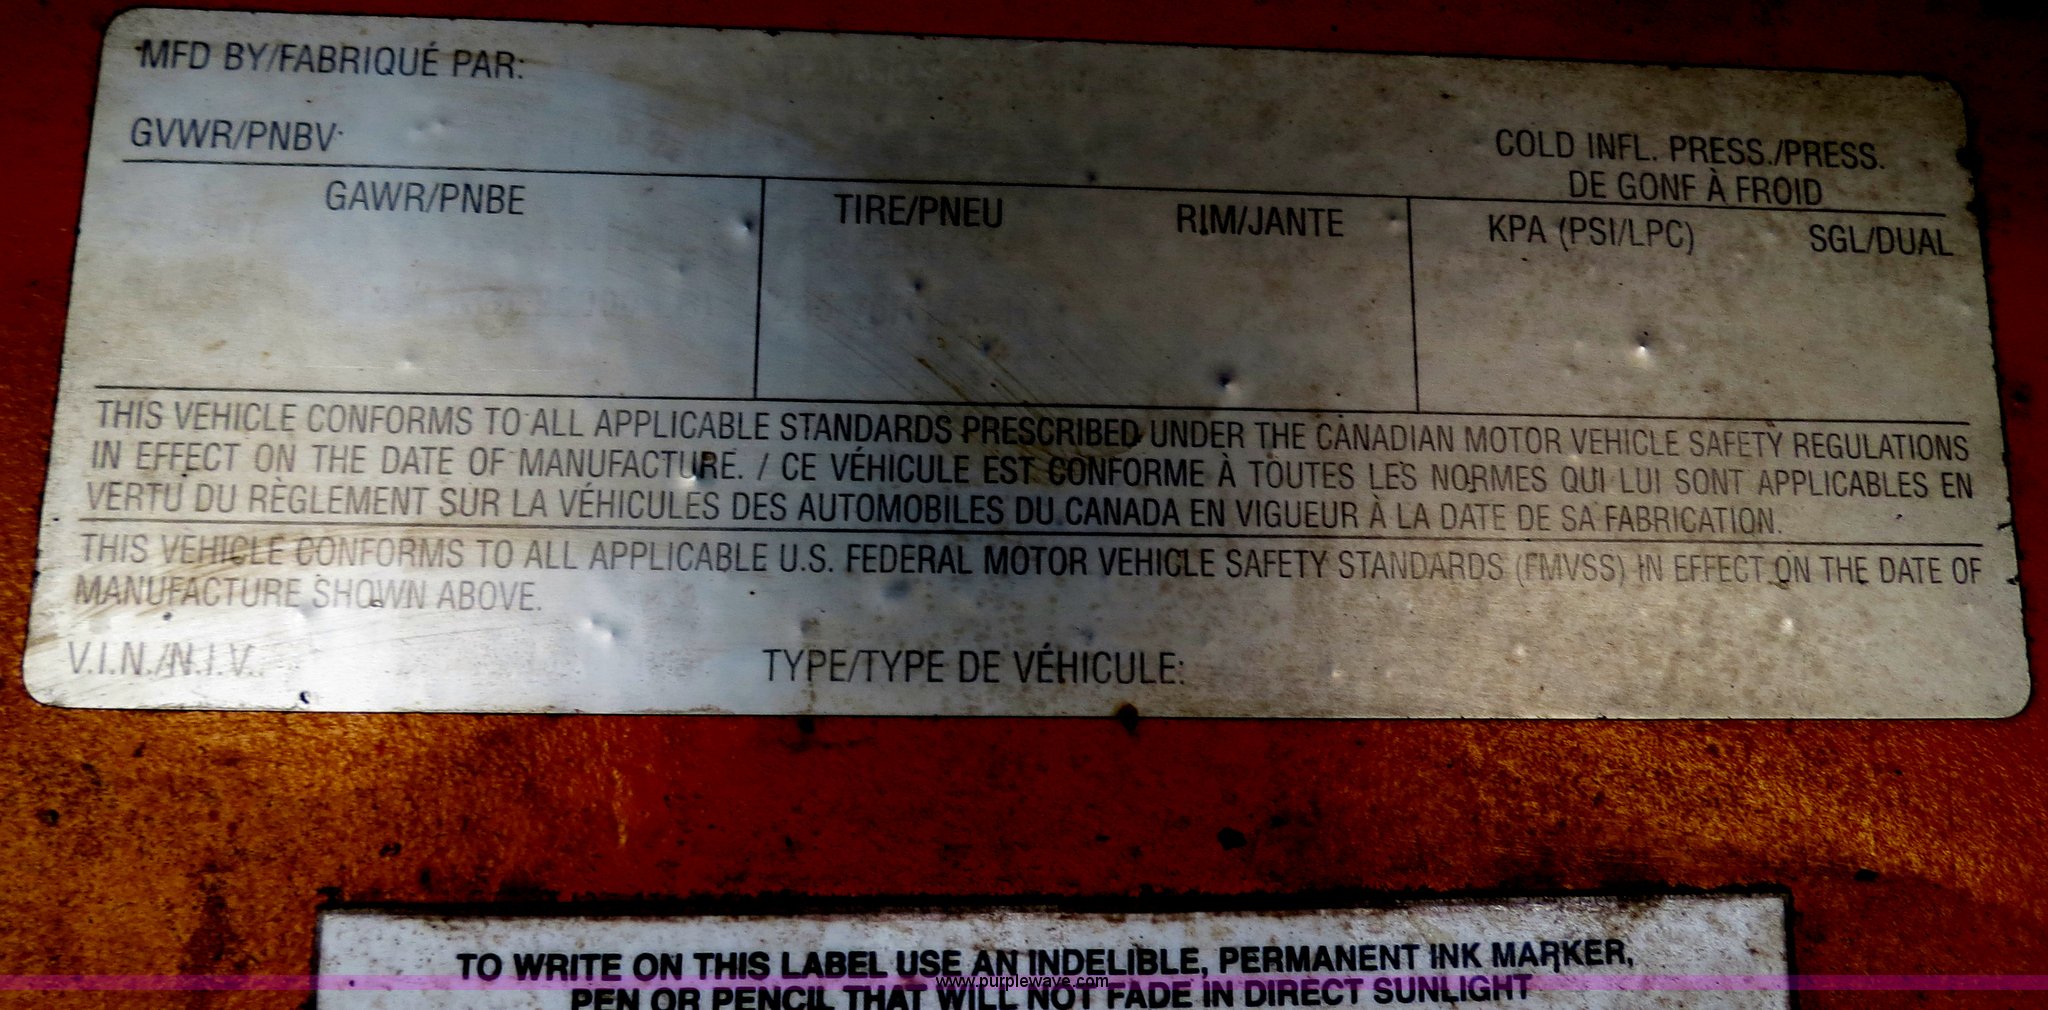 MFD BY/FABRIQUÉ PAR:
GVWR/PNBV
COLD INFL. PRESS./PRESS.
DE GONF À FROID
GAWR/PNBE TIRE/PNEU RIM/JANTE KPA (PSI/LPC) SGL/DUAL
THIS VEHICLE CONFORMS TO ALL APPLICABLE STANDARDS PRESCRIBED UNDER THE CANADIAN MOTOR VEHICLE SAFETY REGULATIONS
IN EFFECT ON THE DATE OF MANUFACTURE. / CE VÉHICULE EST CONFORME À TOUTES LES NORMES QUI LUI SONT APPLICABLES EN
VERTU DU RÈGLEMENT SUR LA VÉHICULES DES AUTOMOBILES DU CANADA EN VIGUEUR À LA DATE DE SA FABRICATION.
THIS VEHICLE CONFORMS TO ALL APPLICABLE U.S. FEDERAL MOTOR VEHICLE SAFETY STANDARDS (FMVSS) IN EFFECT ON THE DATE OF
MANUFACTURE SHOWN ABOVE.
V.I.N./N.I.V. TYPE/TYPE DE VÉHICULE:
TO WRITE ON THIS LABEL USE AN INDELIBLE, PERMANENT INK MARKER,
www.purplewave.com
PEN OR PENCIL THAT WILL NOT FADE IN DIRECT SUNLIGHT